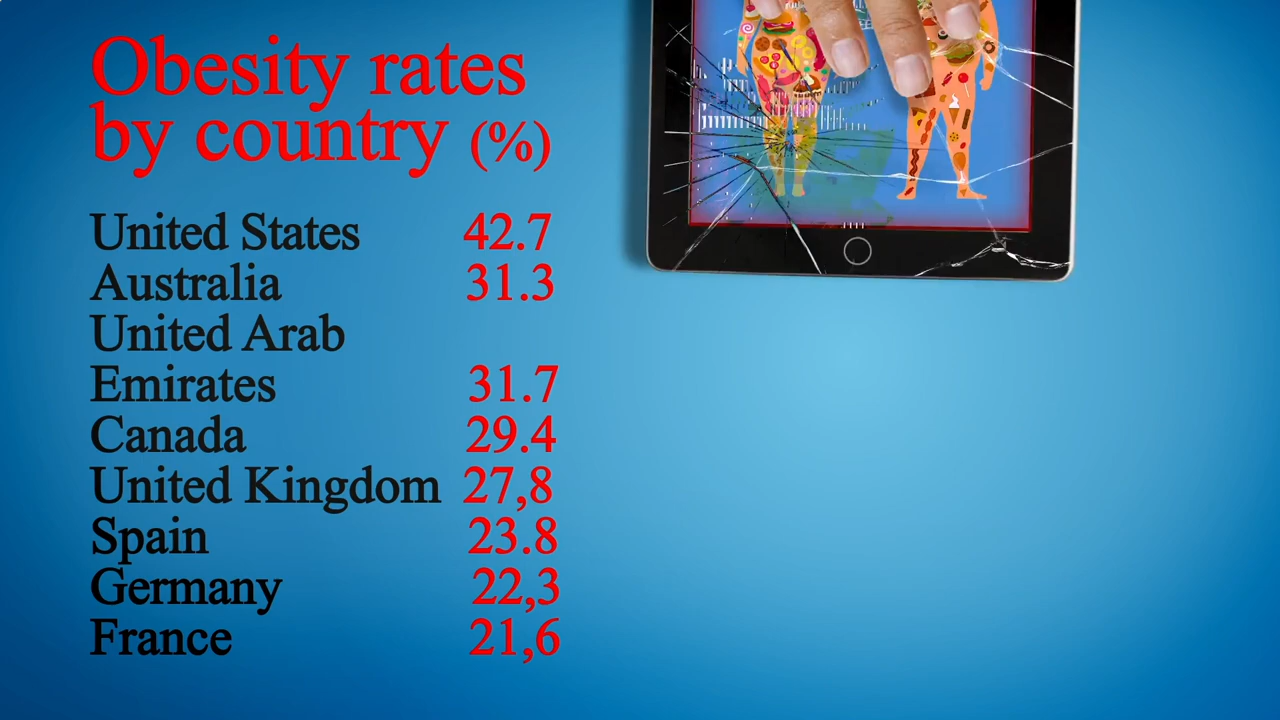 Obesity rates
by country (%)
United States 42.7
Australia 31.3
United Arab
Emirates 31.7
Canada 29.4
United Kingdom 27,8
Spain 23.8
Germany 22,3
France 21,6